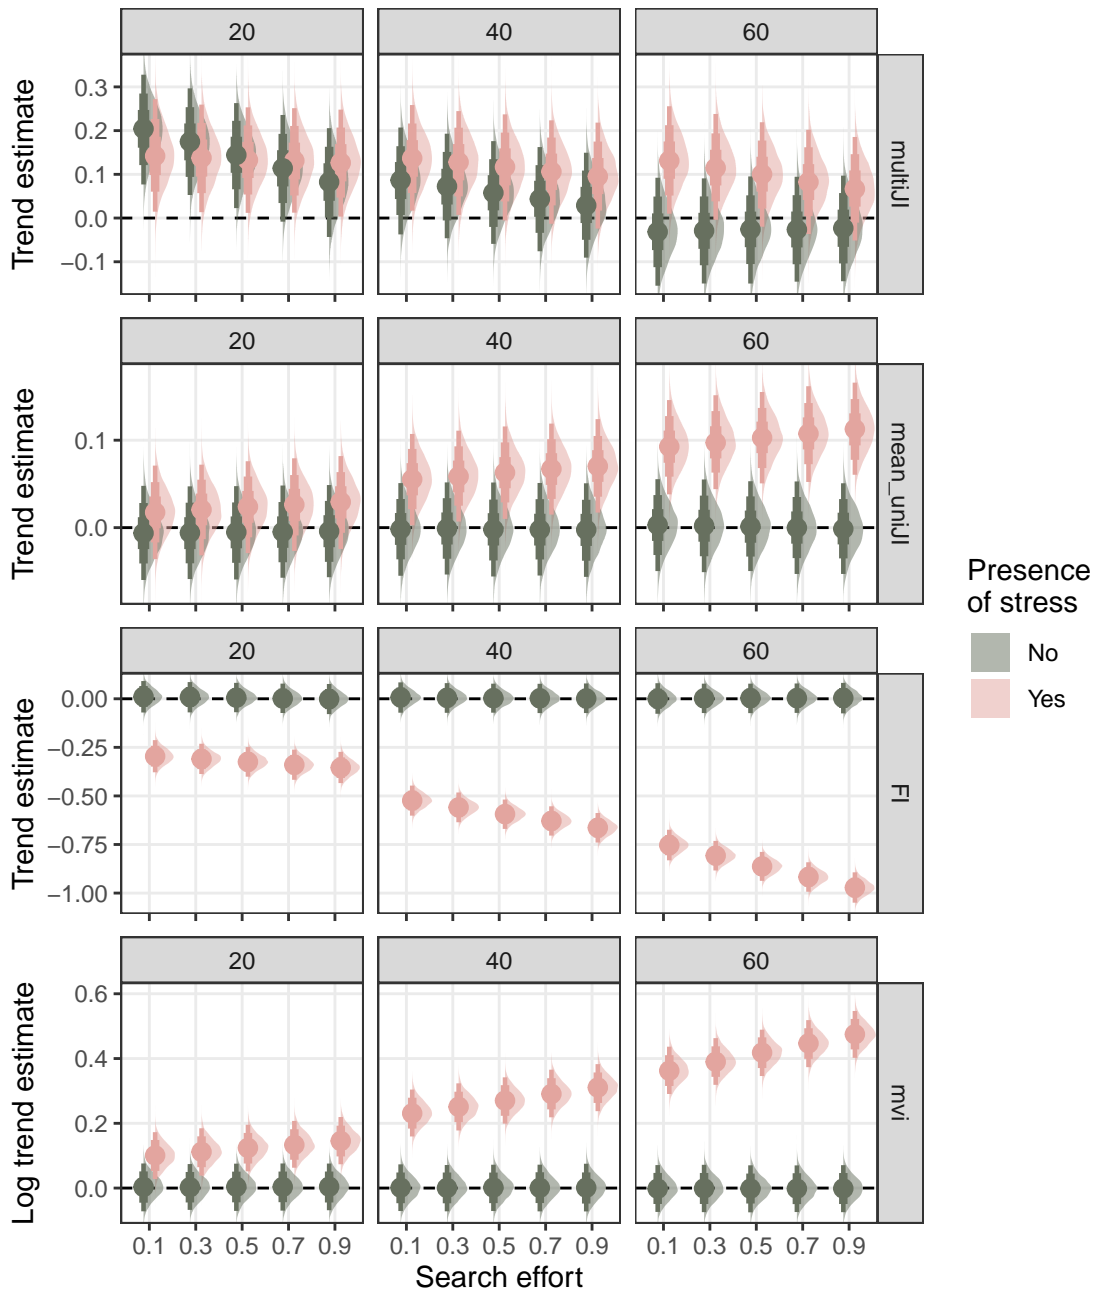 20 40 60
Trend estimate
0.3
0.2
0.1
0.0
−0.1
multiJI
20 40 60
Trend estimate
0.1
0.0
mean_uniJI
20 40 60
Trend estimate
0.00
−0.25
−0.50
−0.75
−1.00
FI
20 40 60
Log trend estimate
0.6
0.4
0.2
0.0
mvi
0.1 0.3 0.5 0.7 0.9 0.1 0.3 0.5 0.7 0.9 0.1 0.3 0.5 0.7 0.9
Search effort
Presence
of stress
No
Yes